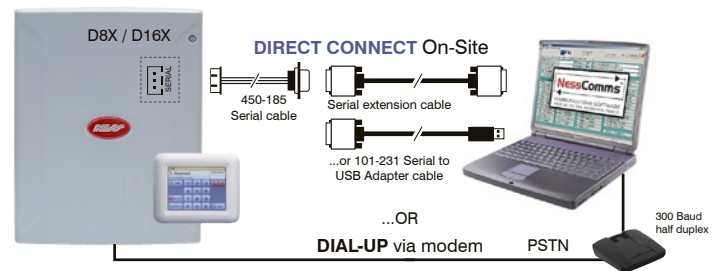 D8X / D16X
SERIAL
NESS
DIRECT CONNECT On-Site
450-185
Serial cable
Serial extension cable
...or 101-231 Serial to
USB Adapter cable
NessComms
...OR
DIAL-UP via modem
PSTN
300 Baud
half duplex